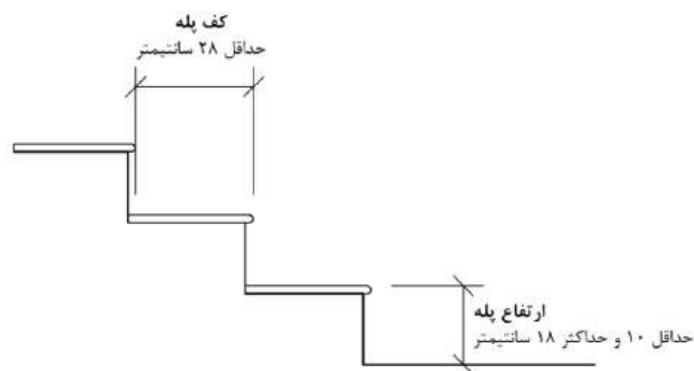 کف پله
حداقل ۲۸ سانتیمتر
ارتفاع پله
حداقل ۱۰ و حداکثر ۱۸ سانتیمتر